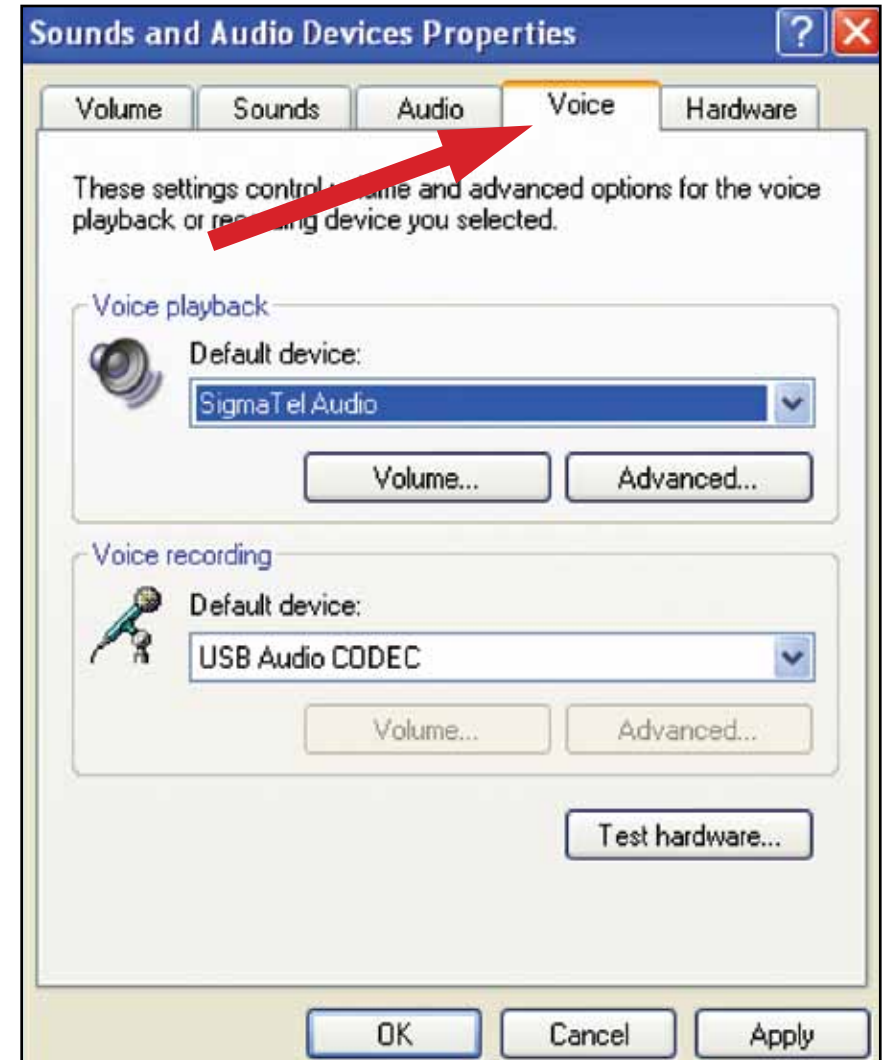 Sounds and Audio Devices Properties
Volume Sounds Audio Voice Hardware
These settings control volume and advanced options for the voice
playback or recording device you selected.
Voice playback
Default device:
SigmaTel Audio
Volume... Advanced...
Voice recording
Default device:
USB Audio CODEC
Volume... Advanced...
Test hardware...
OK Cancel Apply